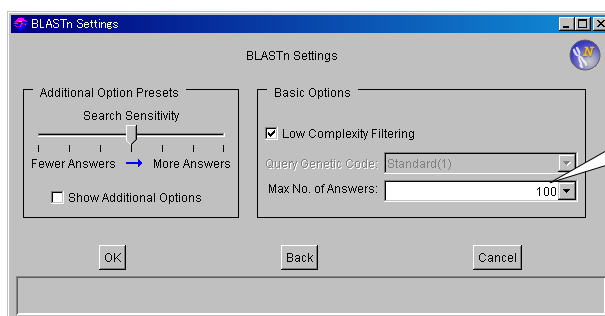 BLASTn Settings
BLASTn Settings
N
Additional Option Presets
Search Sensitivity
Fewer Answers → More Answers
Show Additional Options
Basic Options
Low Complexity Filtering
Query Genetic Code: Standard(1)
Max No. of Answers: 100
OK Back Cancel